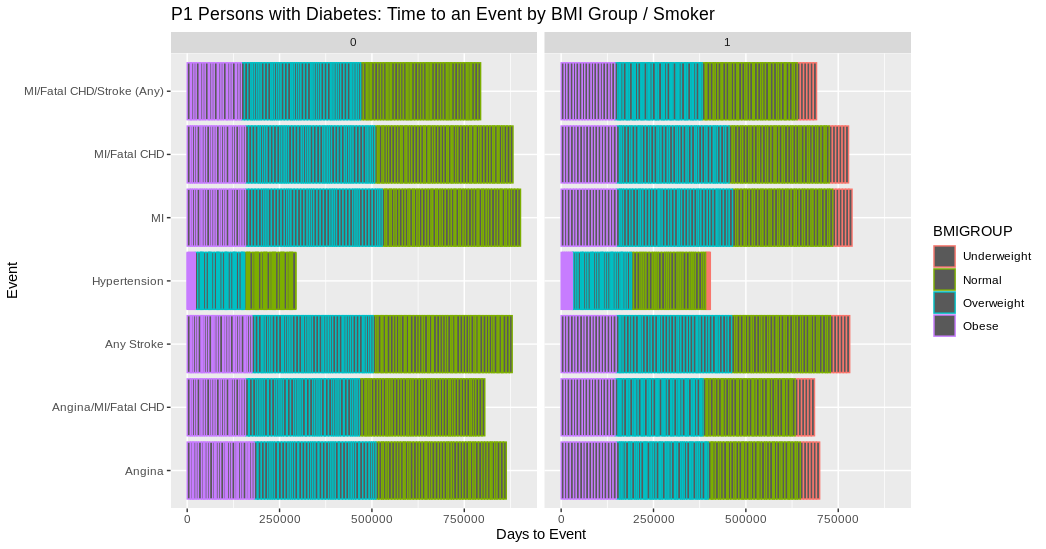 P1 Persons with Diabetes: Time to an Event by BMI Group / Smoker
0
1
MI/Fatal CHD/Stroke (Any)
MI/Fatal CHD
MI
Hypertension
Any Stroke
Angina/MI/Fatal CHD
Angina
Event
0
250000
500000
750000
0
250000
500000
750000
Days to Event
BMIGROUP
Underweight
Normal
Overweight
Obese